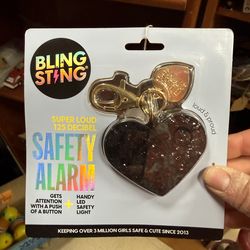 BLING
STING
SUPER LOUD
125 DECIBEL
SAFETY
ALARM
GETS
ATTENTION
WITH A PUSH
OF A BUTTON
+
HANDY
LED
SAFETY
LIGHT
loud & proud
KEEPING OVER 3 MILLION GIRLS SAFE & CUTE SINCE 2013